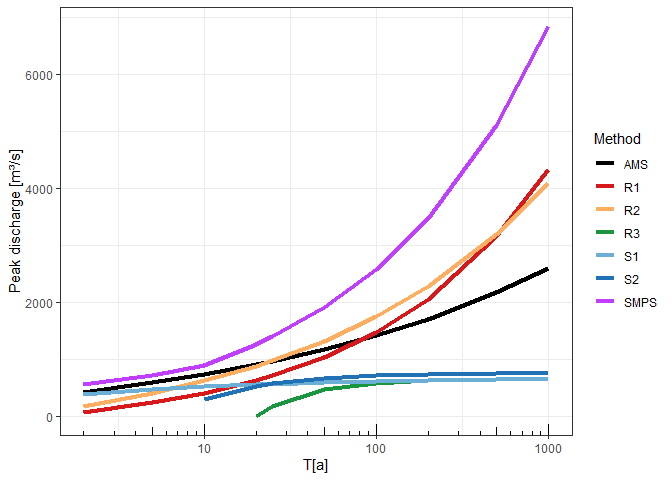 6000
4000
2000
0
Peak discharge [m³/s]
10
100
1000
T[a]
Method
AMS
R1
R2
R3
S1
S2
SMPS